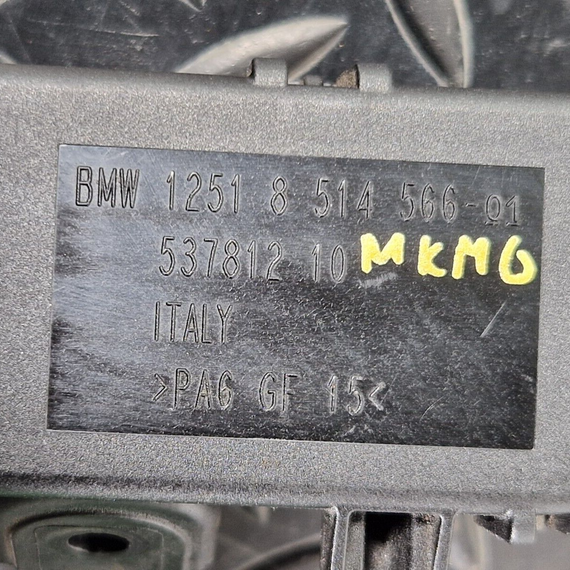 BMW 1251 8 514 566-01
537812 10 MKMG
ITALY
>PA6 GF 15<